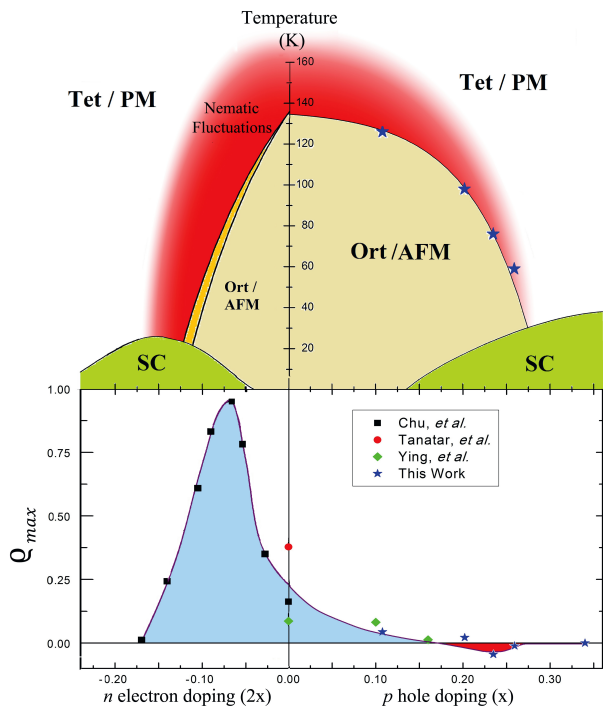 Temperature
(K)
160
140
120
100
80
60
40
20
Tet / PM
Tet / PM
Nematic
Fluctuations
Ort /AFM
Ort /
AFM
SC
SC
1.00
0.75
0.50
0.25
0.00
ϱmax
Chu, et al.
Tanatar, et al.
Ying, et al.
This Work
-0.20
-0.10
0.00
0.10
0.20
0.30
n electron doping (2x)
p hole doping (x)